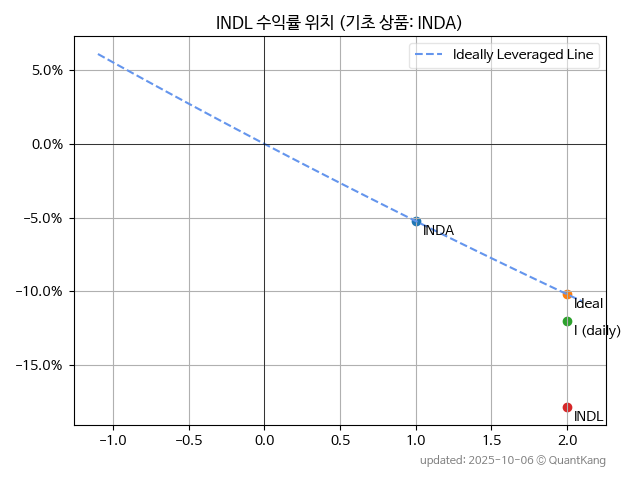 INDL 수익률 위치 (기초 상품: INDA)
Ideally Leveraged Line
5.0%
0.0%
−5.0%
−10.0%
−15.0%
INDA
Ideal
I (daily)
INDL
−1.0
−0.5
0.0
0.5
1.0
1.5
2.0
updated: 2025-10-06 © QuantKang